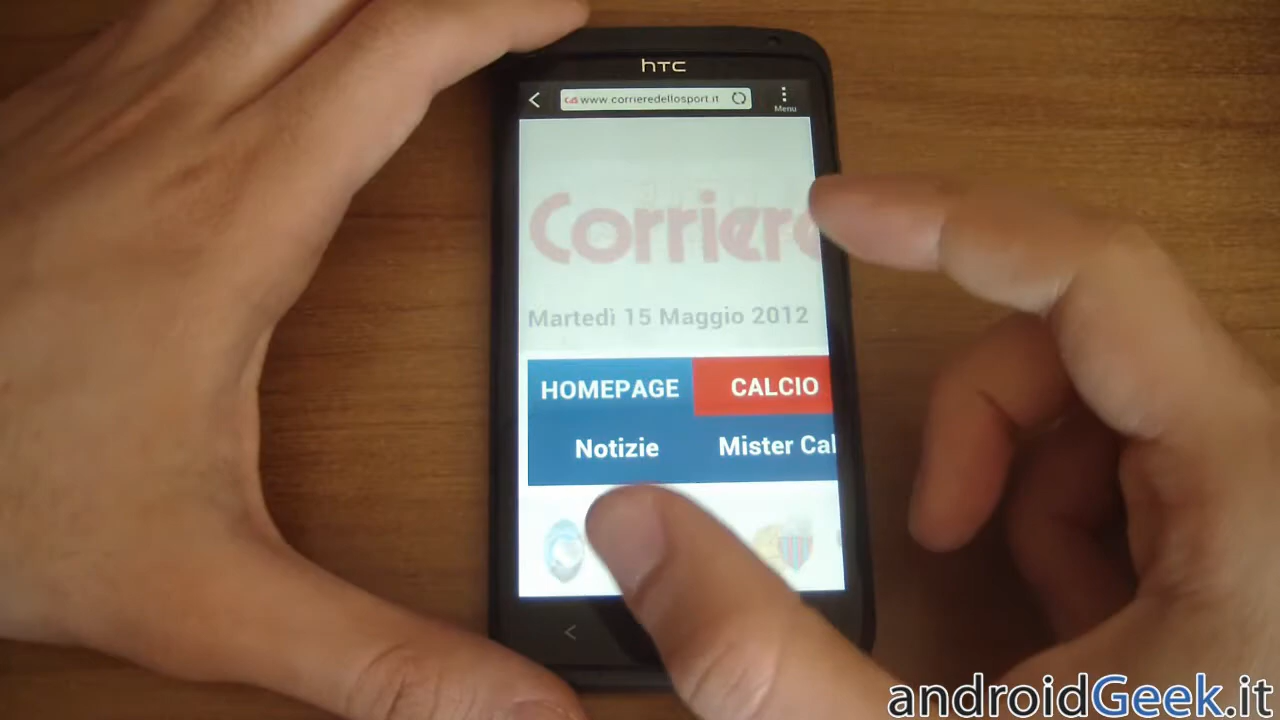 hTC
www.corrieredellosport.it
Menu
Corriere
Martedì 15 Maggio 2012
HOMEPAGE CALCIO
Notizie Mister Cal
androidGeek.it